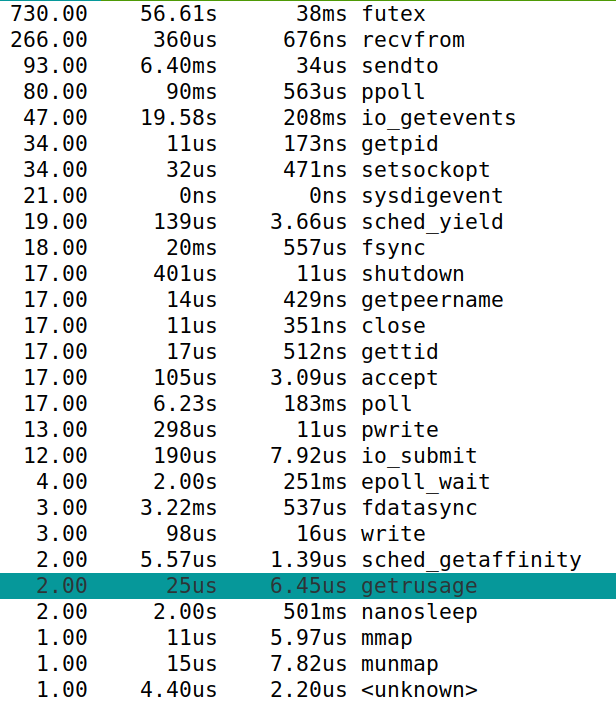 730.00 56.61s 38ms futex
266.00 360us 676ns recvfrom
93.00 6.40ms 34us sendto
80.00 90ms 563us ppoll
47.00 19.58s 208ms io_getevents
34.00 11us 173ns getpid
34.00 32us 471ns setsockopt
21.00 0ns 0ns sysdigevent
19.00 139us 3.66us sched_yield
18.00 20ms 557us fsync
17.00 401us 11us shutdown
17.00 14us 429ns getpeername
17.00 11us 351ns close
17.00 17us 512ns gettid
17.00 105us 3.09us accept
17.00 6.23s 183ms poll
13.00 298us 11us pwrite
12.00 190us 7.92us io_submit
4.00 2.00s 251ms epoll_wait
3.00 3.22ms 537us fdatasync
3.00 98us 16us write
2.00 5.57us 1.39us sched_getaffinity
2.00 25us 6.45us getrusage
2.00 2.00s 501ms nanosleep
1.00 11us 5.97us mmap
1.00 15us 7.82us munmap
1.00 4.40us 2.20us <unknown>